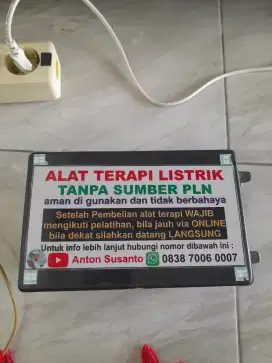 ALAT TERAPI LISTRIK
TANPA SUMBER PLN
aman di gunakan dan tidak berbahaya
Setelah Pembelian alat terapi WAJIB
mengikuti pelatihan, bila jauh via ONLINE
bila dekat silahkan datang LANGSUNG
Untuk info lebih lanjut hubungi nomor dibawah ini :
Anton Susanto 0838 7006 0007